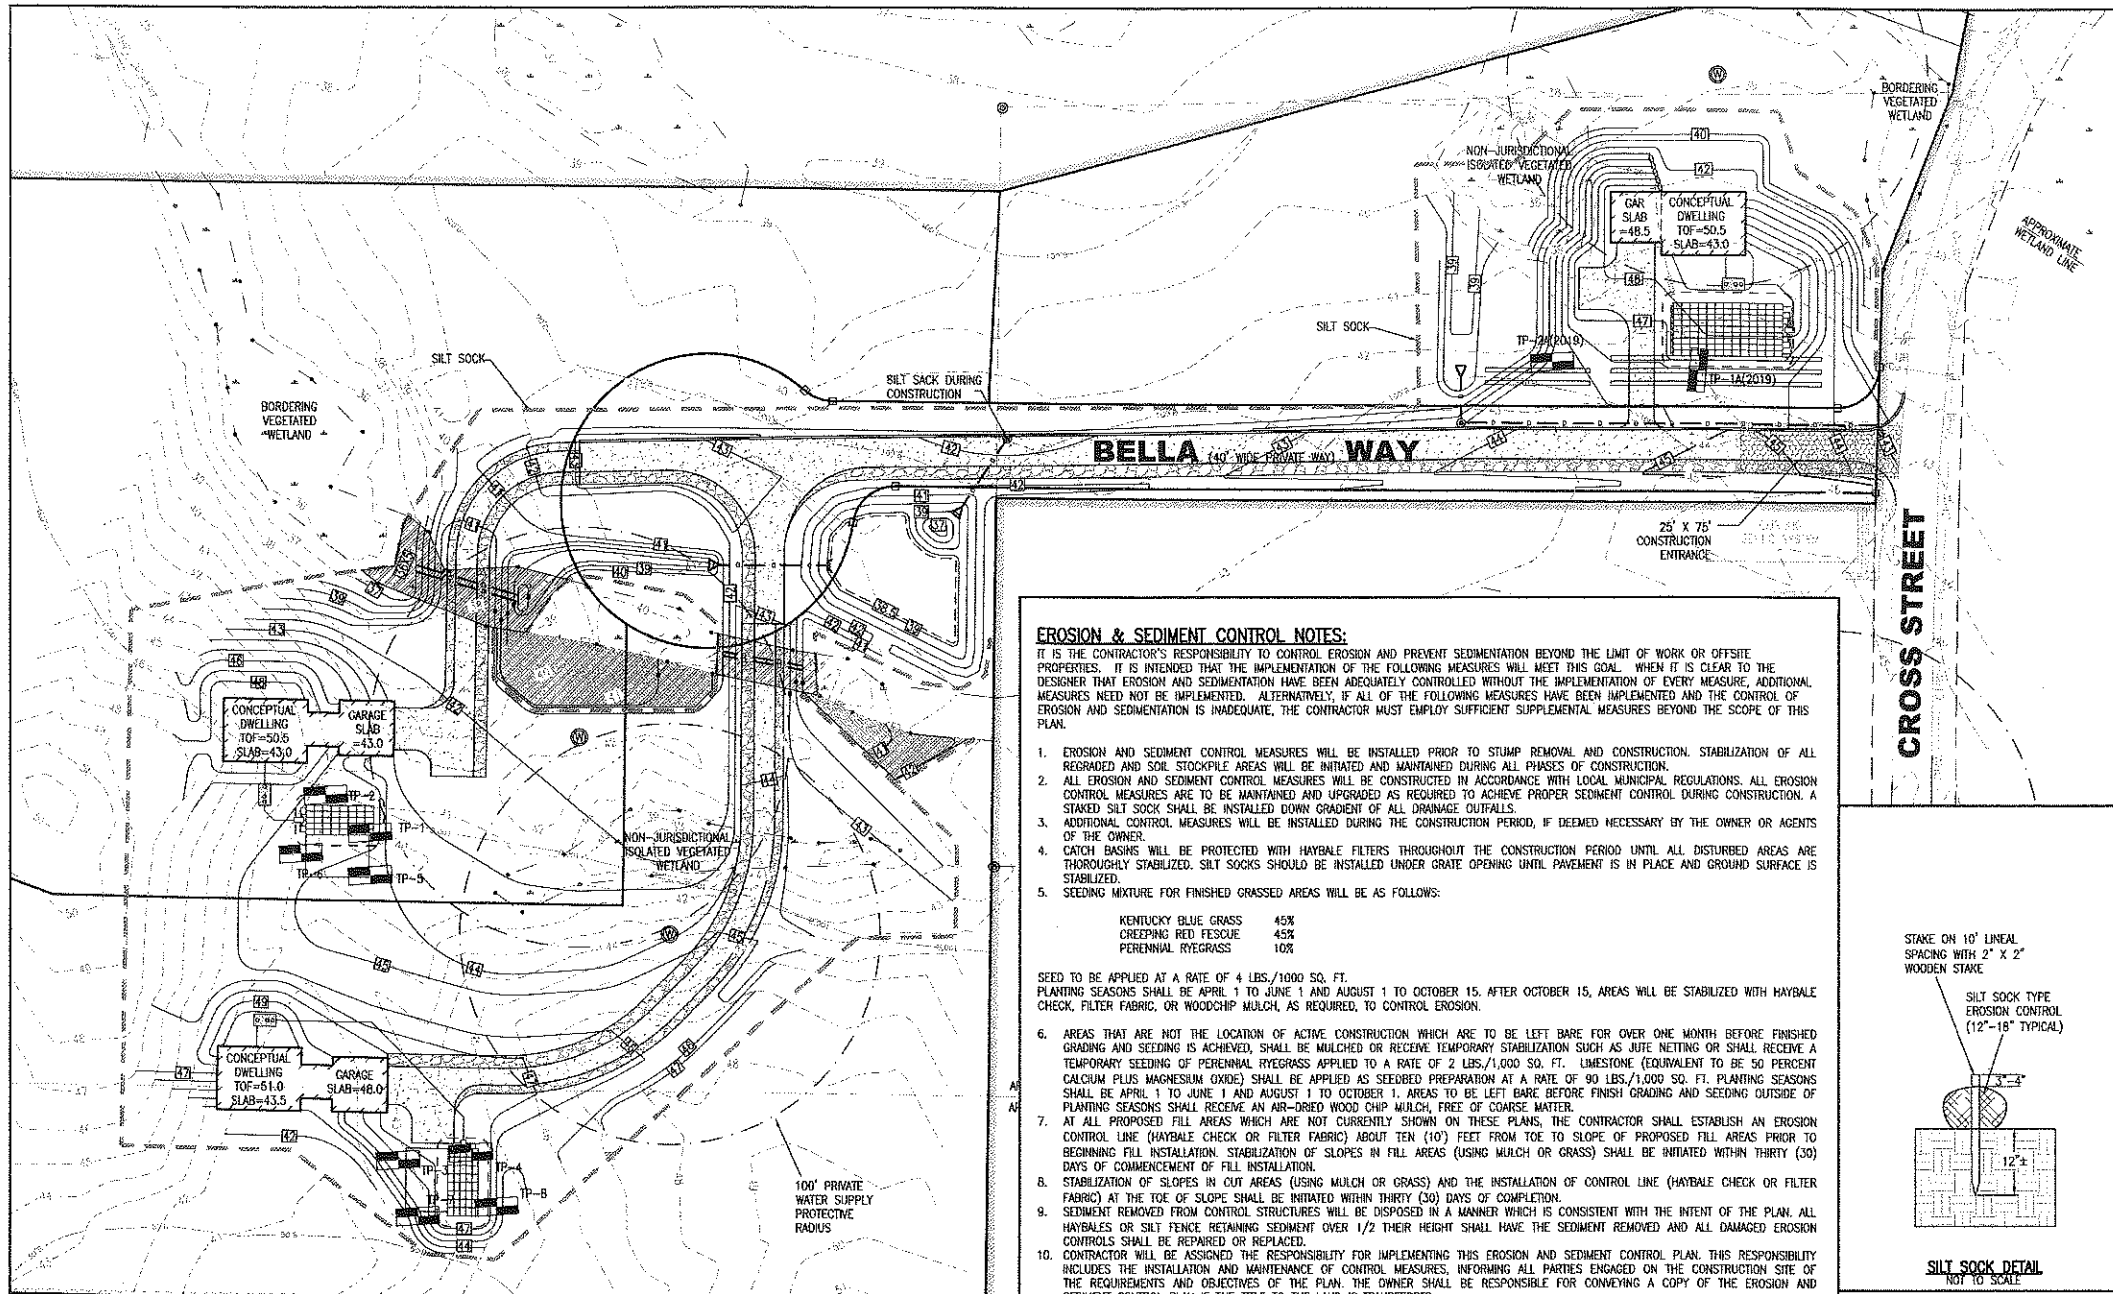 BORDERING
VEGETATED
WETLAND
NON-JURISDICTIONAL
ISOLATED VEGETATED
WETLAND
40
42
GAR
SLAB
=48.5
CONCEPTUAL
DWELLING
TOF=50.5
SLAB=43.0
APPROXIMATE
WETLAND LINE
48
47
39
39
SILT SOCK
TP-2A(2019)
TP-1A(2019)
SILT SOCK
SILT SACK DURING
CONSTRUCTION
BORDERING
VEGETATED
WETLAND
BELLA (40' WIDE PRIVATE WAY) WAY
25' X 75'
CONSTRUCTION
ENTRANCE
CROSS STREET
CONCEPTUAL
DWELLING
TOF=50.5
SLAB=43.0
GARAGE
SLAB
=43.0
TP-2
TP-1
TP-6
TP-5
NON-JURISDICTIONAL
ISOLATED VEGETATED
WETLAND
CONCEPTUAL
DWELLING
TOF=51.0
SLAB=43.5
GARAGE
SLAB=48.0
TP-3
TP-4
TP-7
TP-8
100' PRIVATE
WATER SUPPLY
PROTECTIVE
RADIUS
EROSION & SEDIMENT CONTROL NOTES:
IT IS THE CONTRACTOR'S RESPONSIBILITY TO CONTROL EROSION AND PREVENT SEDIMENTATION BEYOND THE LIMIT OF WORK OR OFFSITE
PROPERTIES. IT IS INTENDED THAT THE IMPLEMENTATION OF THE FOLLOWING MEASURES WILL MEET THIS GOAL. WHEN IT IS CLEAR TO THE
DESIGNER THAT EROSION AND SEDIMENTATION HAVE BEEN ADEQUATELY CONTROLLED WITHOUT THE IMPLEMENTATION OF EVERY MEASURE, ADDITIONAL
MEASURES NEED NOT BE IMPLEMENTED. ALTERNATIVELY, IF ALL OF THE FOLLOWING MEASURES HAVE BEEN IMPLEMENTED AND THE CONTROL OF
EROSION AND SEDIMENTATION IS INADEQUATE, THE CONTRACTOR MUST EMPLOY SUFFICIENT SUPPLEMENTAL MEASURES BEYOND THE SCOPE OF THIS
PLAN.
1. EROSION AND SEDIMENT CONTROL MEASURES WILL BE INSTALLED PRIOR TO STUMP REMOVAL AND CONSTRUCTION. STABILIZATION OF ALL
REGRADED AND SOIL STOCKPILE AREAS WILL BE INITIATED AND MAINTAINED DURING ALL PHASES OF CONSTRUCTION.
2. ALL EROSION AND SEDIMENT CONTROL MEASURES WILL BE CONSTRUCTED IN ACCORDANCE WITH LOCAL MUNICIPAL REGULATIONS. ALL EROSION
CONTROL MEASURES ARE TO BE MAINTAINED AND UPGRADED AS REQUIRED TO ACHIEVE PROPER SEDIMENT CONTROL DURING CONSTRUCTION. A
STAKED SILT SOCK SHALL BE INSTALLED DOWN GRADIENT OF ALL DRAINAGE OUTFALLS.
3. ADDITIONAL CONTROL MEASURES WILL BE INSTALLED DURING THE CONSTRUCTION PERIOD, IF DEEMED NECESSARY BY THE OWNER OR AGENTS
OF THE OWNER.
4. CATCH BASINS WILL BE PROTECTED WITH HAYBALE FILTERS THROUGHOUT THE CONSTRUCTION PERIOD UNTIL ALL DISTURBED AREAS ARE
THOROUGHLY STABILIZED. SILT SOCKS SHOULD BE INSTALLED UNDER GRATE OPENING UNTIL PAVEMENT IS IN PLACE AND GROUND SURFACE IS
STABILIZED.
5. SEEDING MIXTURE FOR FINISHED GRASSED AREAS WILL BE AS FOLLOWS:
KENTUCKY BLUE GRASS 45%
CREEPING RED FESCUE 45%
PERENNIAL RYEGRASS 10%
SEED TO BE APPLIED AT A RATE OF 4 LBS./1000 SQ. FT.
PLANTING SEASONS SHALL BE APRIL 1 TO JUNE 1 AND AUGUST 1 TO OCTOBER 15. AFTER OCTOBER 15, AREAS WILL BE STABILIZED WITH HAYBALE
CHECK, FILTER FABRIC, OR WOODCHIP MULCH, AS REQUIRED, TO CONTROL EROSION.
6. AREAS THAT ARE NOT THE LOCATION OF ACTIVE CONSTRUCTION WHICH ARE TO BE LEFT BARE FOR OVER ONE MONTH BEFORE FINISHED
GRADING AND SEEDING IS ACHIEVED, SHALL BE MULCHED OR RECEIVE TEMPORARY STABILIZATION SUCH AS JUTE NETTING OR SHALL RECEIVE A
TEMPORARY SEEDING OF PERENNIAL RYEGRASS APPLIED TO A RATE OF 2 LBS./1,000 SQ. FT. LIMESTONE (EQUIVALENT TO BE 50 PERCENT
CALCIUM PLUS MAGNESIUM OXIDE) SHALL BE APPLIED AS SEEDBED PREPARATION AT A RATE OF 90 LBS./1,000 SQ. FT. PLANTING SEASONS
SHALL BE APRIL 1 TO JUNE 1 AND AUGUST 1 TO OCTOBER 1. AREAS TO BE LEFT BARE BEFORE FINISH GRADING AND SEEDING OUTSIDE OF
PLANTING SEASONS SHALL RECEIVE AN AIR-DRIED WOOD CHIP MULCH, FREE OF COARSE MATTER.
7. AT ALL PROPOSED FILL AREAS WHICH ARE NOT CURRENTLY SHOWN ON THESE PLANS, THE CONTRACTOR SHALL ESTABLISH AN EROSION
CONTROL LINE (HAYBALE CHECK OR FILTER FABRIC) ABOUT TEN (10') FEET FROM TOE TO SLOPE OF PROPOSED FILL AREAS PRIOR TO
BEGINNING FILL INSTALLATION. STABILIZATION OF SLOPES IN FILL AREAS (USING MULCH OR GRASS) SHALL BE INITIATED WITHIN THIRTY (30)
DAYS OF COMMENCEMENT OF FILL INSTALLATION.
8. STABILIZATION OF SLOPES IN CUT AREAS (USING MULCH OR GRASS) AND THE INSTALLATION OF CONTROL LINE (HAYBALE CHECK OR FILTER
FABRIC) AT THE TOE OF SLOPE SHALL BE INITIATED WITHIN THIRTY (30) DAYS OF COMPLETION.
9. SEDIMENT REMOVED FROM CONTROL STRUCTURES WILL BE DISPOSED IN A MANNER WHICH IS CONSISTENT WITH THE INTENT OF THE PLAN. ALL
HAYBALES OR SILT FENCE RETAINING SEDIMENT OVER 1/2 THEIR HEIGHT SHALL HAVE THE SEDIMENT REMOVED AND ALL DAMAGED EROSION
CONTROLS SHALL BE REPAIRED OR REPLACED.
10. CONTRACTOR WILL BE ASSIGNED THE RESPONSIBILITY FOR IMPLEMENTING THIS EROSION AND SEDIMENT CONTROL PLAN. THIS RESPONSIBILITY
INCLUDES THE INSTALLATION AND MAINTENANCE OF CONTROL MEASURES, INFORMING ALL PARTIES ENGAGED ON THE CONSTRUCTION SITE OF
THE REQUIREMENTS AND OBJECTIVES OF THE PLAN. THE OWNER SHALL BE RESPONSIBLE FOR CONVEYING A COPY OF THE EROSION AND
STAKE ON 10' LINEAL
SPACING WITH 2" X 2"
WOODEN STAKE
SILT SOCK TYPE
EROSION CONTROL
(12"-18" TYPICAL)
3"-4"
12"±
SILT SOCK DETAIL
NOT TO SCALE